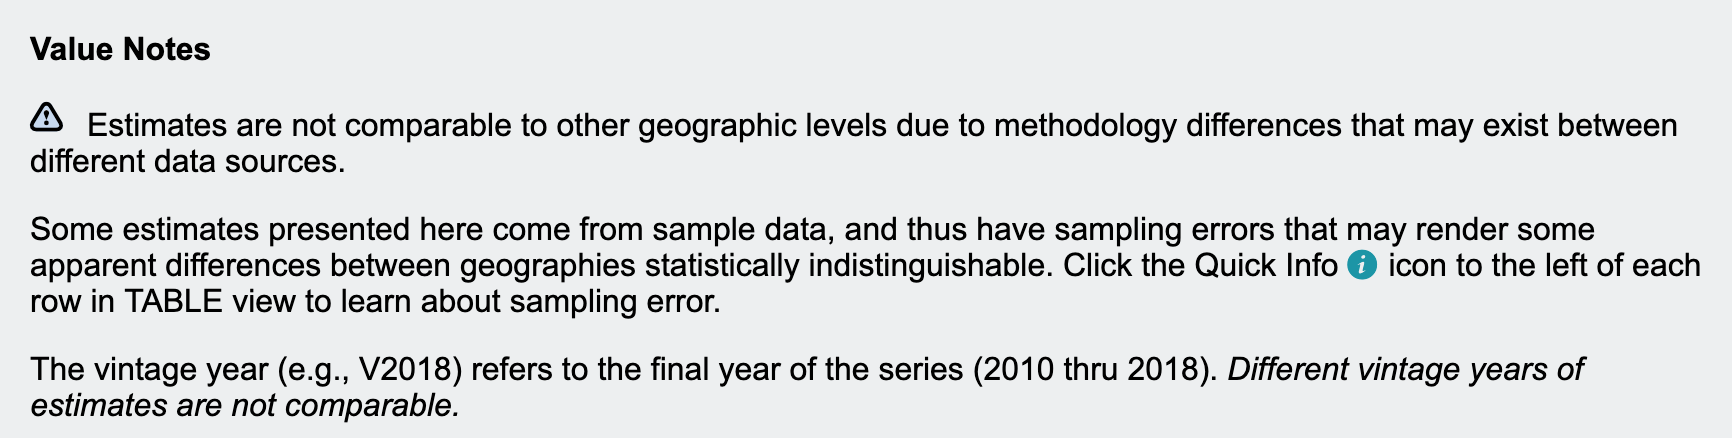 Value Notes
Estimates are not comparable to other geographic levels due to methodology differences that may exist between
different data sources.
Some estimates presented here come from sample data, and thus have sampling errors that may render some
apparent differences between geographies statistically indistinguishable. Click the Quick Info i icon to the left of each
row in TABLE view to learn about sampling error.
The vintage year (e.g., V2018) refers to the final year of the series (2010 thru 2018). Different vintage years of
estimates are not comparable.